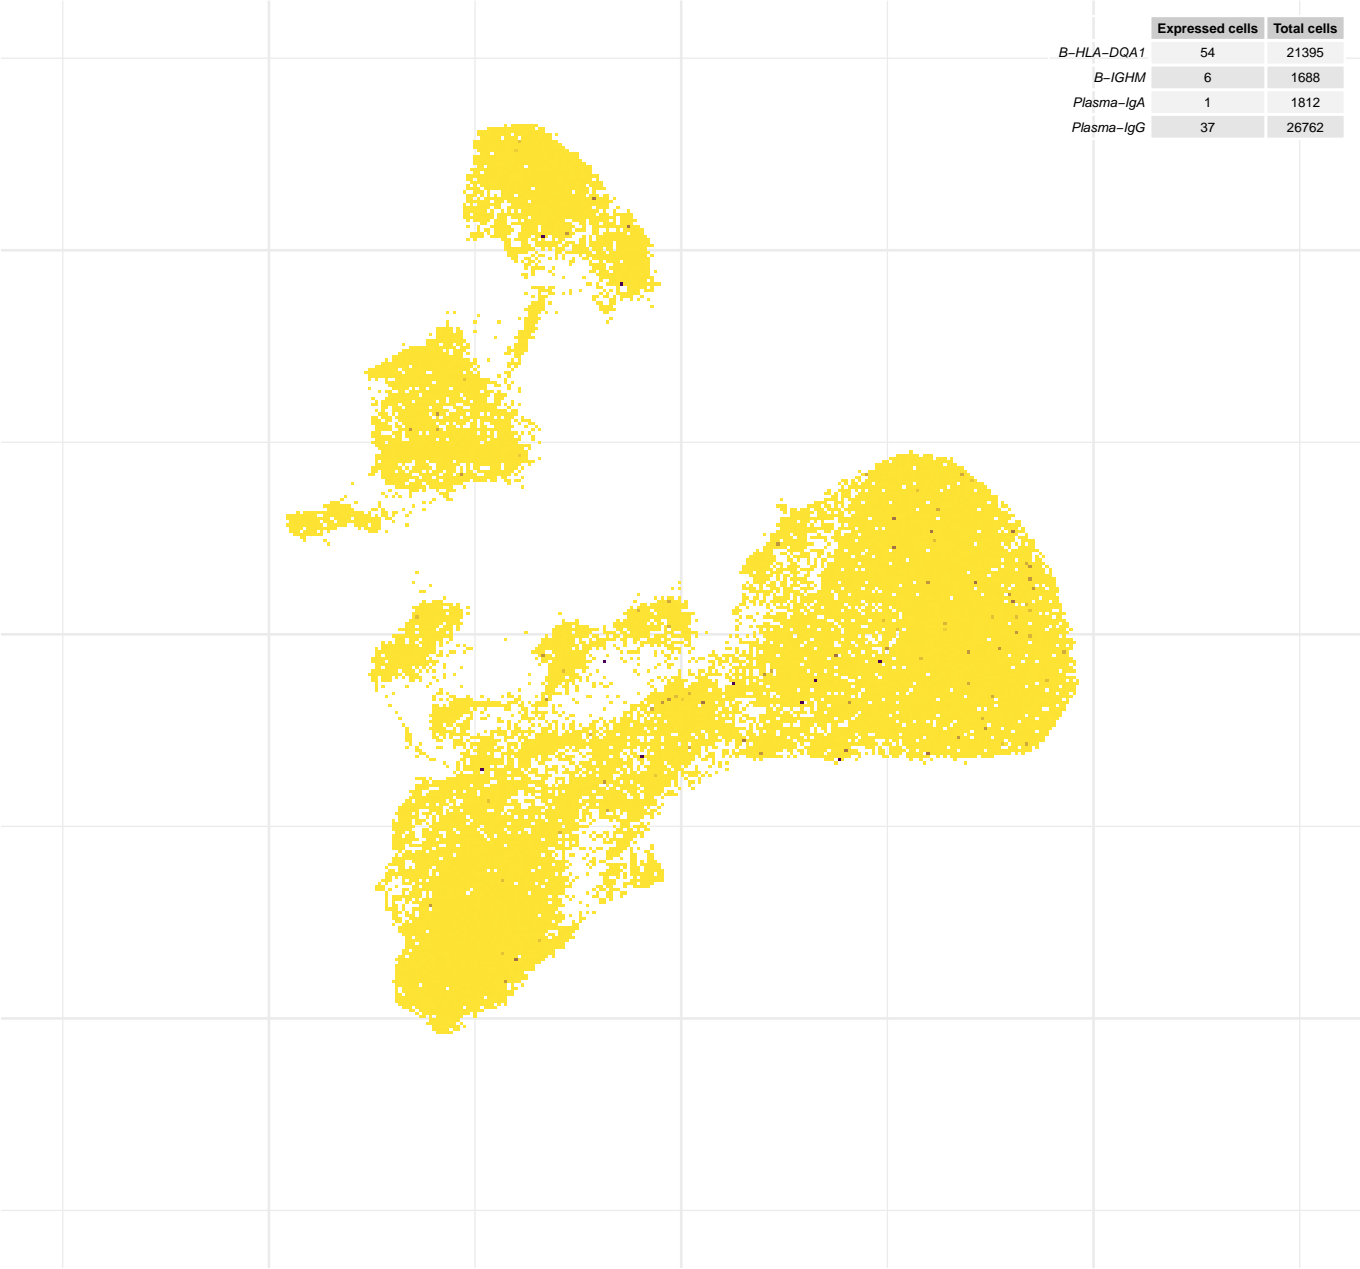 Expressed cells Total cells
B−HLA−DQA1 54 21395
B−IGHM 6 1688
Plasma−IgA 1 1812
Plasma−IgG 37 26762